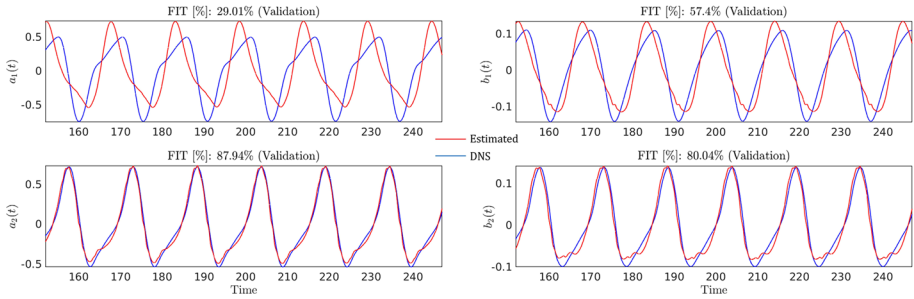 FIT [%]: 29.01% (Validation)
a₁(t)
0.5
0
-0.5
160 170 180 190 200 210 220 230 240
FIT [%]: 57.4% (Validation)
b₁(t)
0.1
0
-0.1
160 170 180 190 200 210 220 230 240
Estimated
DNS
FIT [%]: 87.94% (Validation)
a₂(t)
0.5
0
-0.5
160 170 180 190 200 210 220 230 240
Time
FIT [%]: 80.04% (Validation)
b₂(t)
0.1
0
-0.1
160 170 180 190 200 210 220 230 240
Time